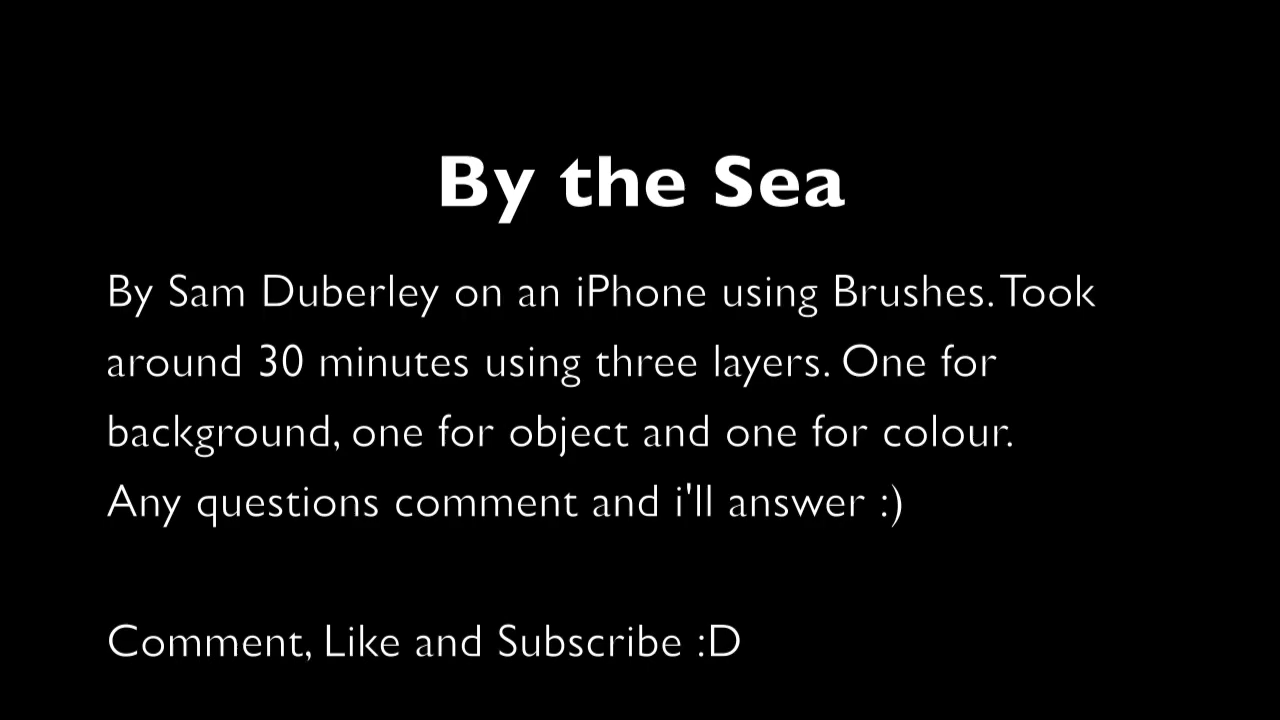 By the Sea
By Sam Duberley on an iPhone using Brushes. Took
around 30 minutes using three layers. One for
background, one for object and one for colour.
Any questions comment and i'll answer :)
Comment, Like and Subscribe :D